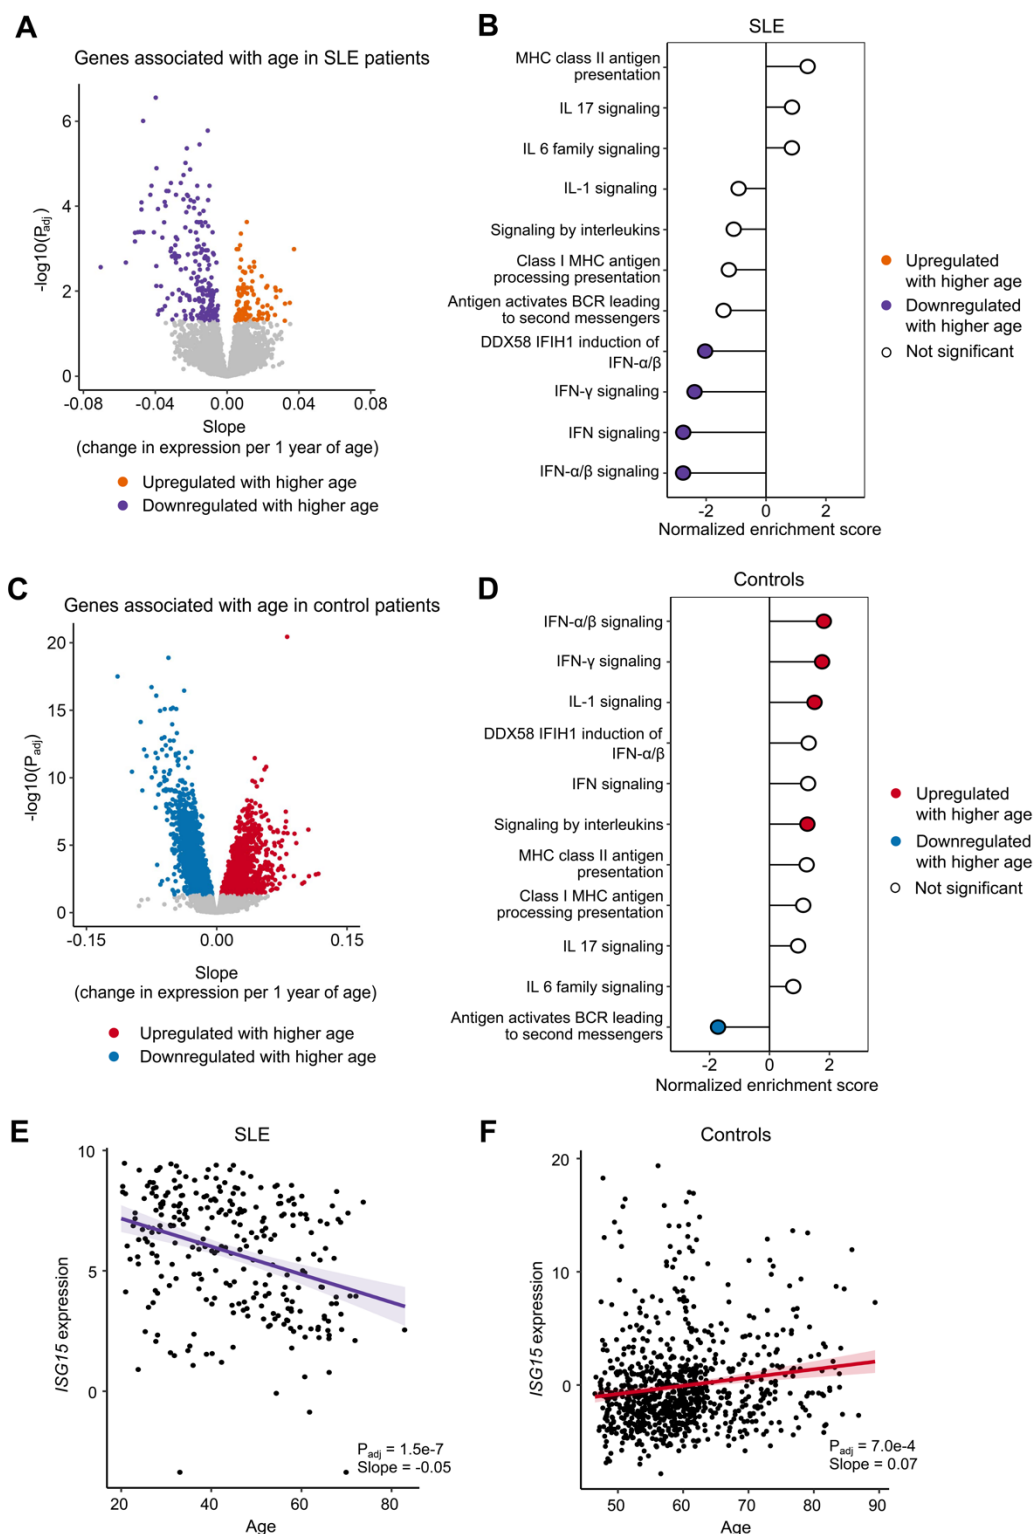 A
Genes associated with age in SLE patients
-log10(Padj)
6
4
2
0
-0.08 -0.04 0.00 0.04 0.08
Slope
(change in expression per 1 year of age)
Upregulated with higher age
Downregulated with higher age
B
SLE
MHC class II antigen
presentation
IL 17 signaling
IL 6 family signaling
IL-1 signaling
Signaling by interleukins
Class I MHC antigen
processing presentation
Antigen activates BCR leading
to second messengers
DDX58 IFIH1 induction of
IFN-α/β
IFN-γ signaling
IFN signaling
IFN-α/β signaling
-2 0 2
Normalized enrichment score
Upregulated
with higher age
Downregulated
with higher age
Not significant
C
Genes associated with age in control patients
-log10(Padj)
20
15
10
5
0
-0.15 0.00 0.15
Slope
(change in expression per 1 year of age)
Upregulated with higher age
Downregulated with higher age
D
Controls
IFN-α/β signaling
IFN-γ signaling
IL-1 signaling
DDX58 IFIH1 induction of
IFN-α/β
IFN signaling
Signaling by interleukins
MHC class II antigen
presentation
Class I MHC antigen
processing presentation
IL 17 signaling
IL 6 family signaling
Antigen activates BCR leading
to second messengers
-2 0 2
Normalized enrichment score
Upregulated
with higher age
Downregulated
with higher age
Not significant
E
SLE
ISG15 expression
10
5
0
20 40 60 80
Age
Padj = 1.5e-7
Slope = -0.05
F
Controls
ISG15 expression
20
10
0
50 60 70 80 90
Age
Padj = 7.0e-4
Slope = 0.07